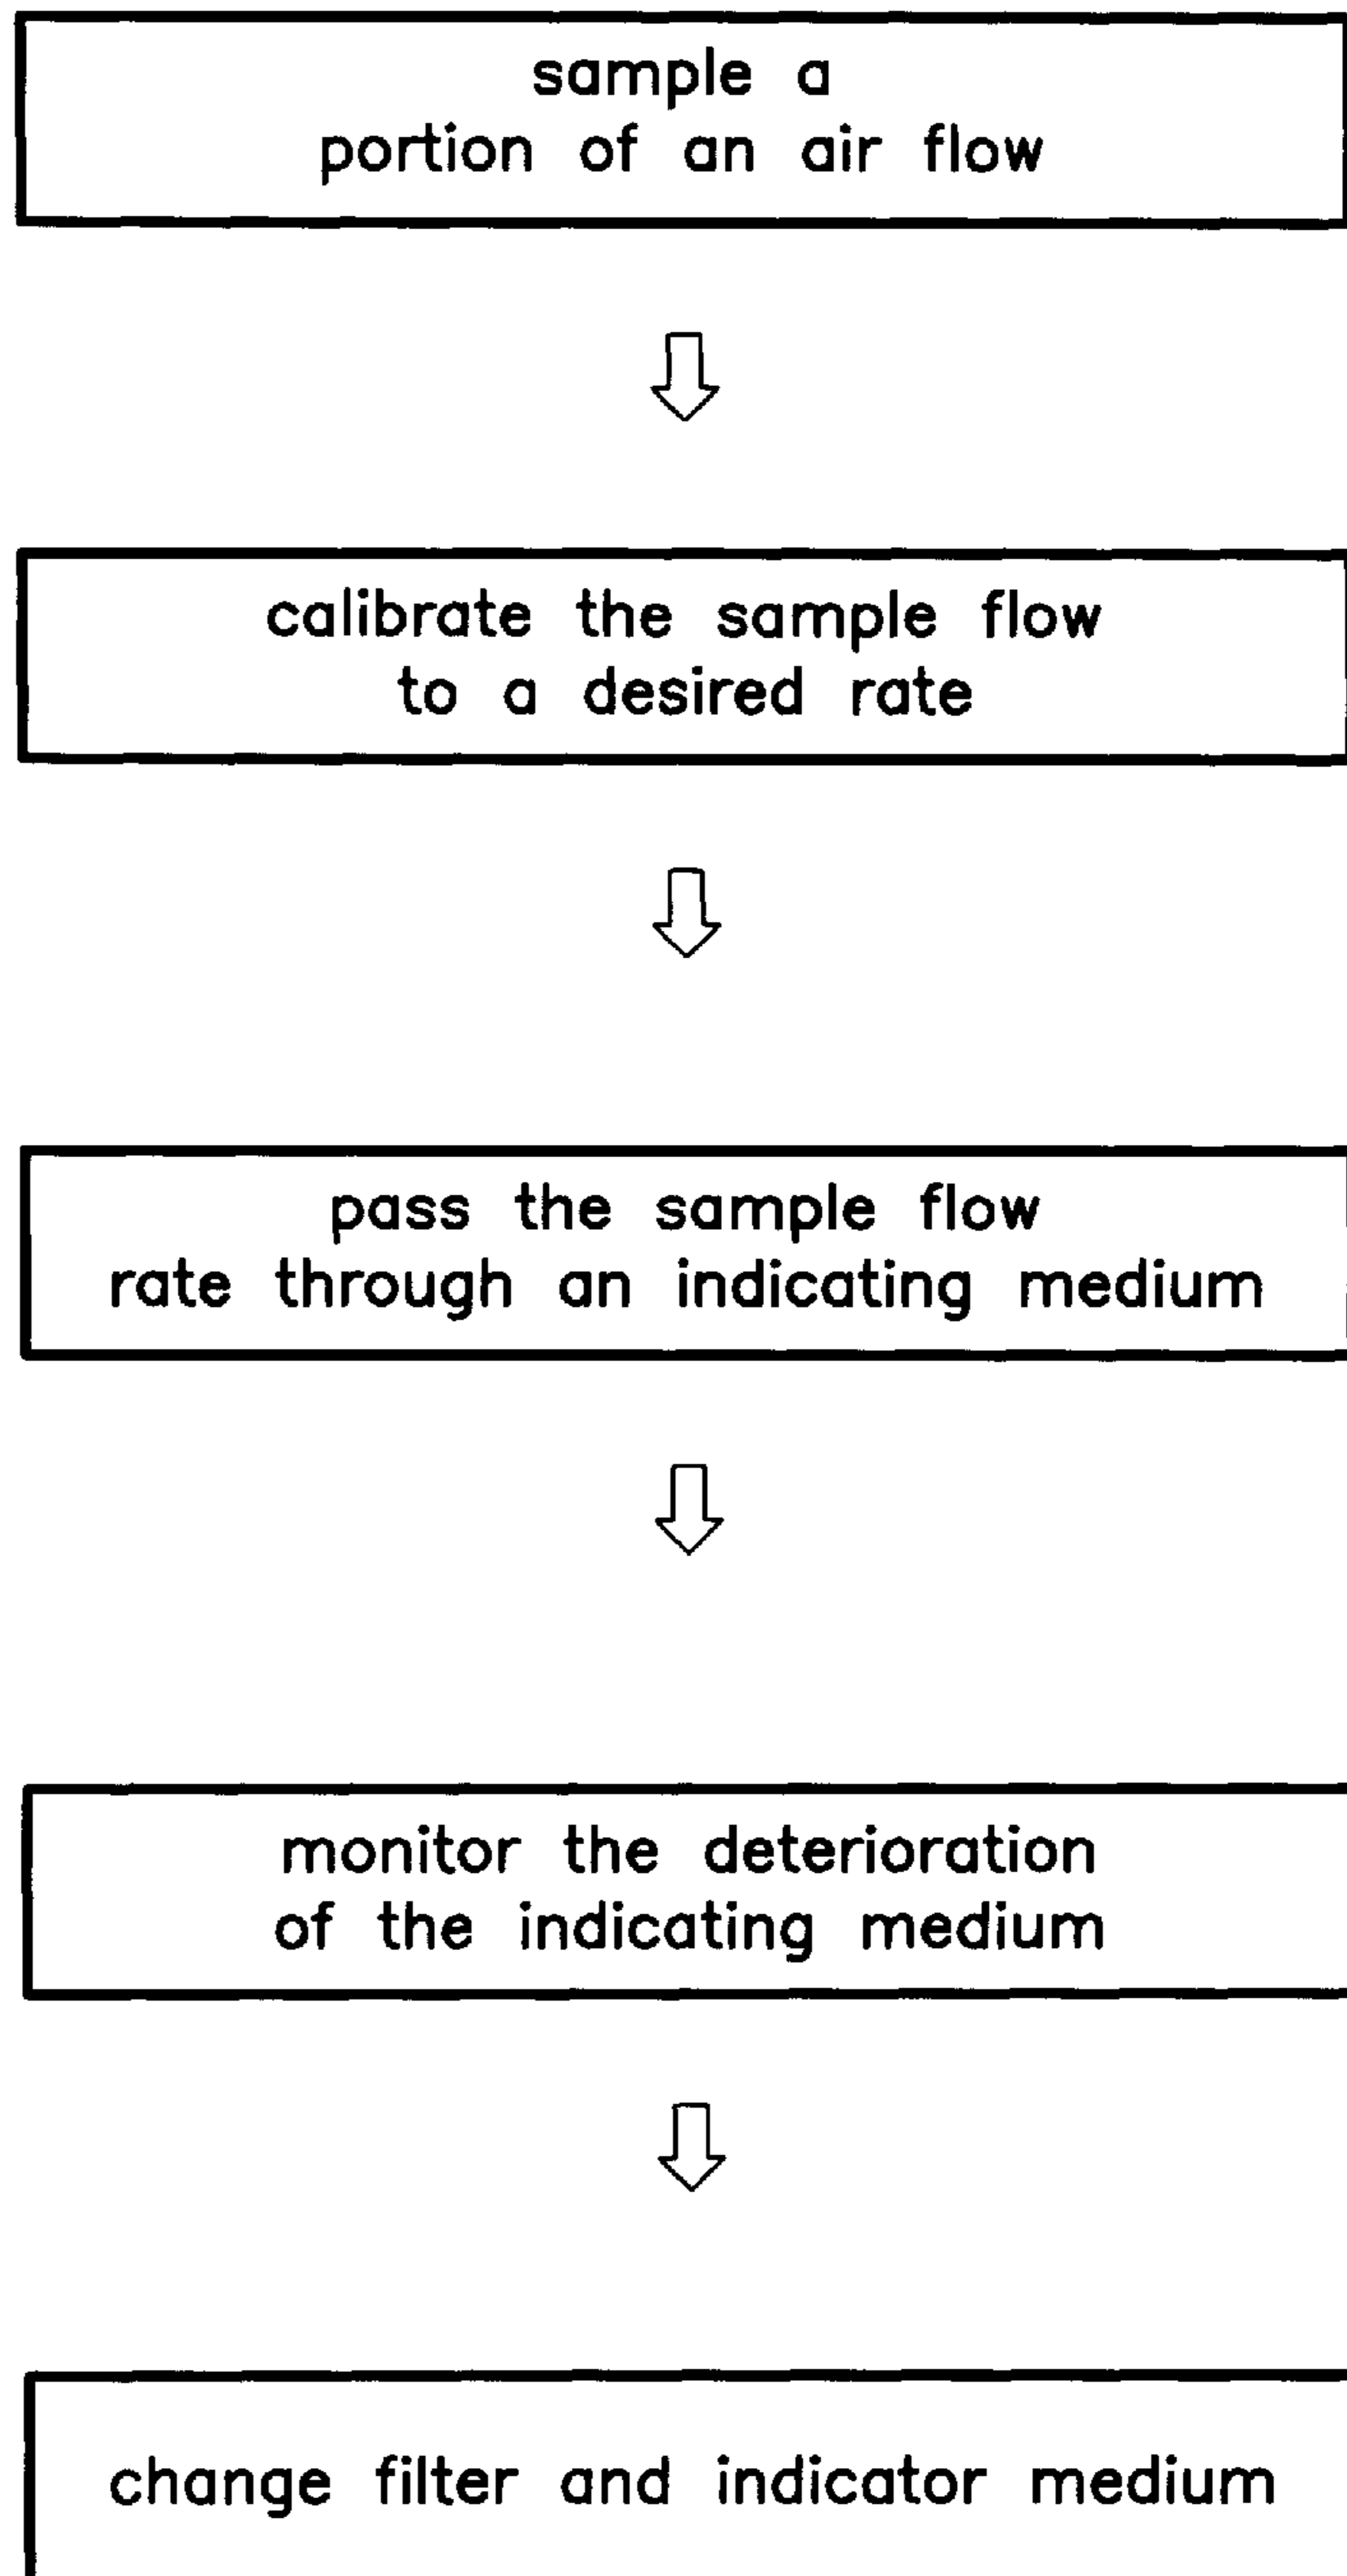 sample a
portion of an air flow
calibrate the sample flow
to a desired rate
pass the sample flow
rate through an indicating medium
monitor the deterioration
of the indicating medium
change filter and indicator medium